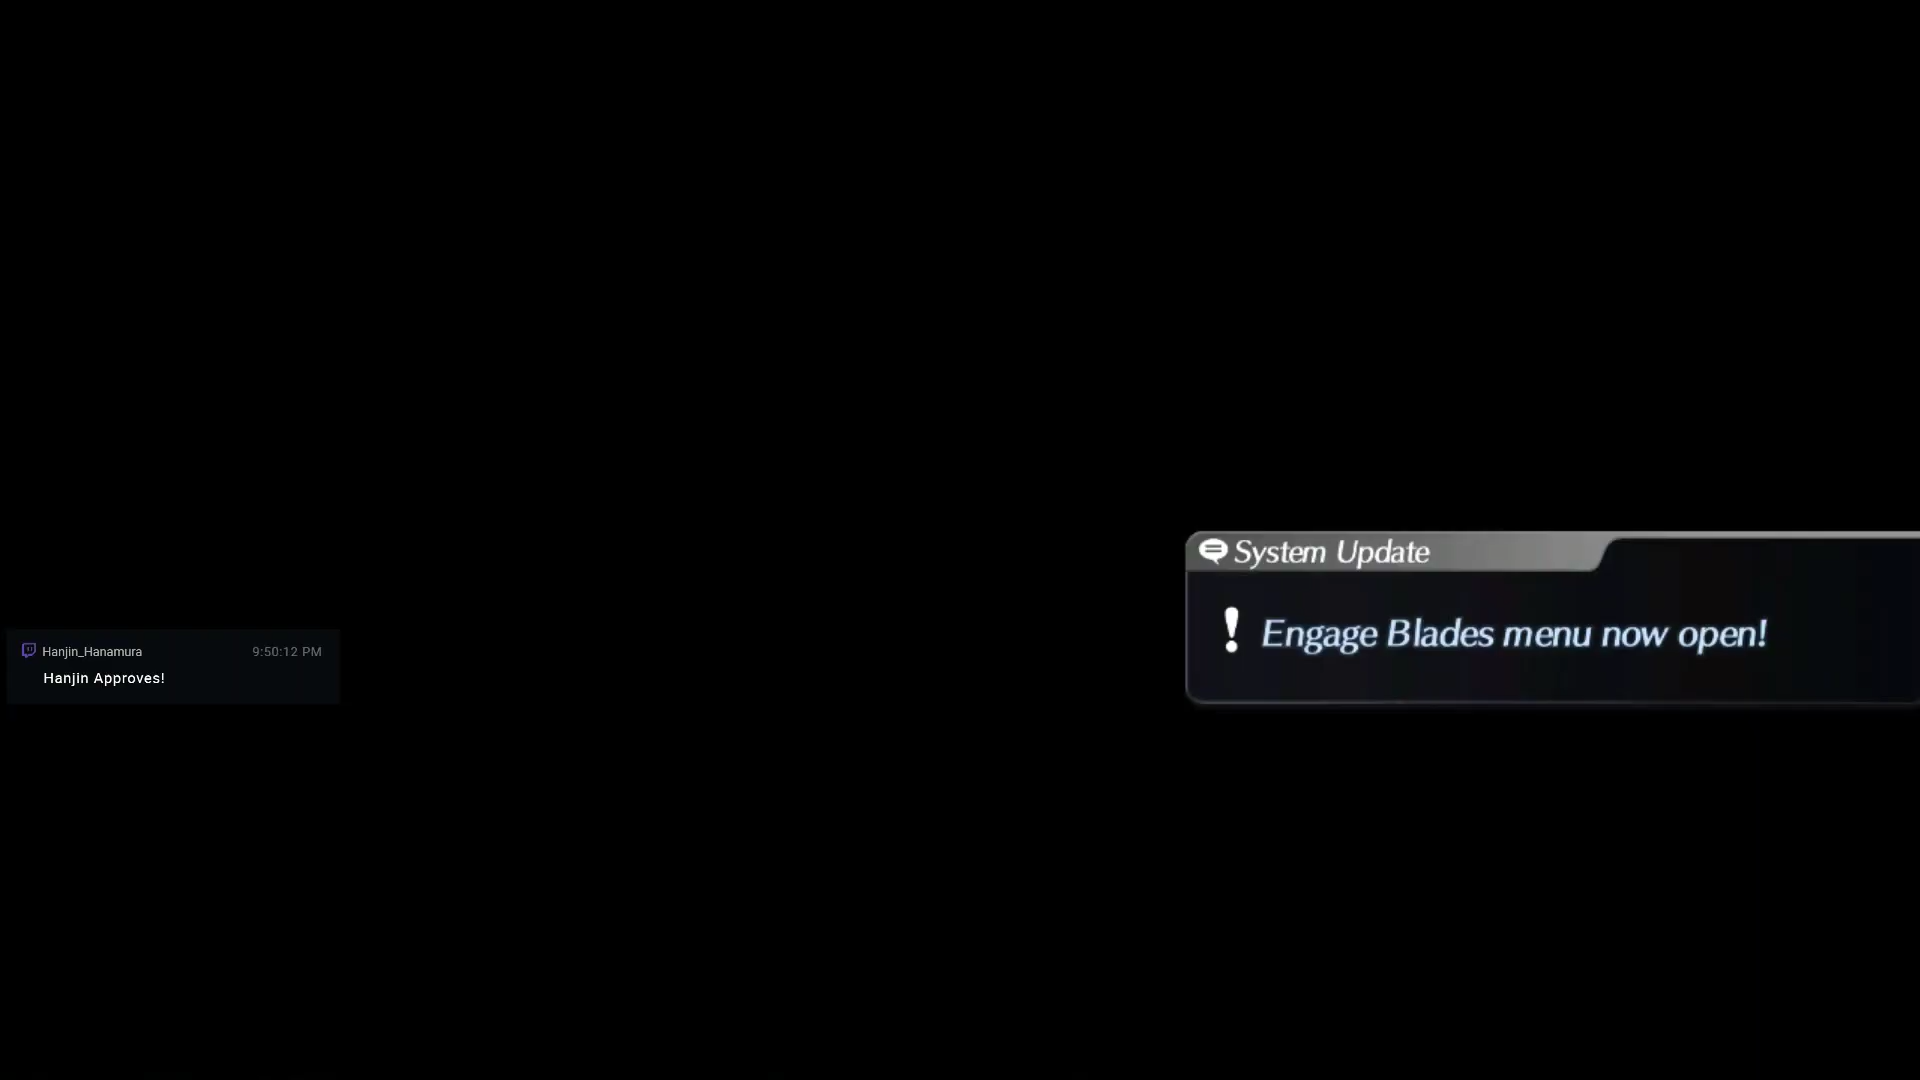 System Update
! Engage Blades menu now open!
Hanjin_Hanamura 9:50:12 PM
Hanjin Approves!